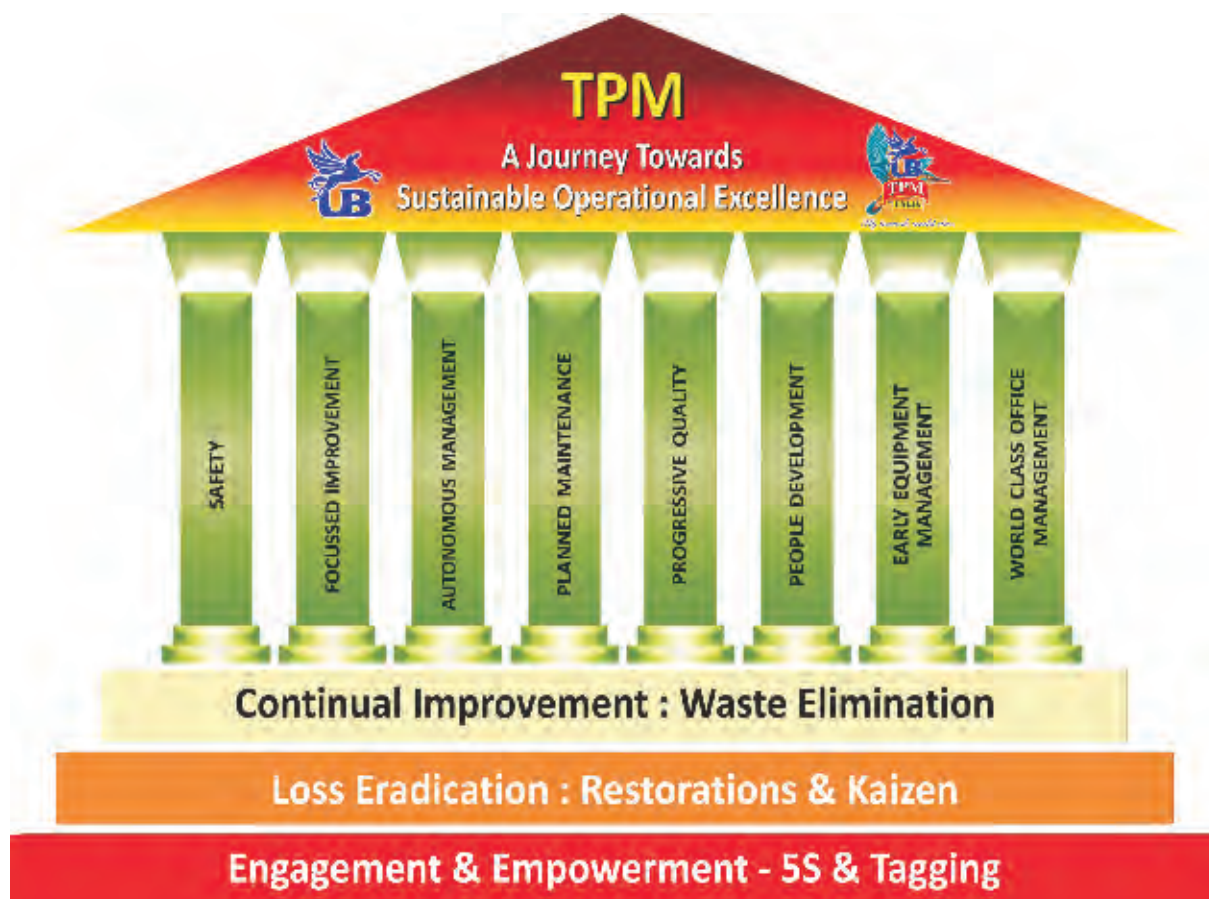 TPM
A Journey Towards
Sustainable Operational Excellence
UB
UB
TPM
SAFETY
FOCUSSED IMPROVEMENT
AUTONOMOUS MANAGEMENT
PLANNED MAINTENANCE
PROGRESSIVE QUALITY
PEOPLE DEVELOPMENT
EARLY EQUIPMENT
MANAGEMENT
WORLD CLASS OFFICE
MANAGEMENT
Continual Improvement : Waste Elimination
Loss Eradication : Restorations & Kaizen
Engagement & Empowerment - 5S & Tagging